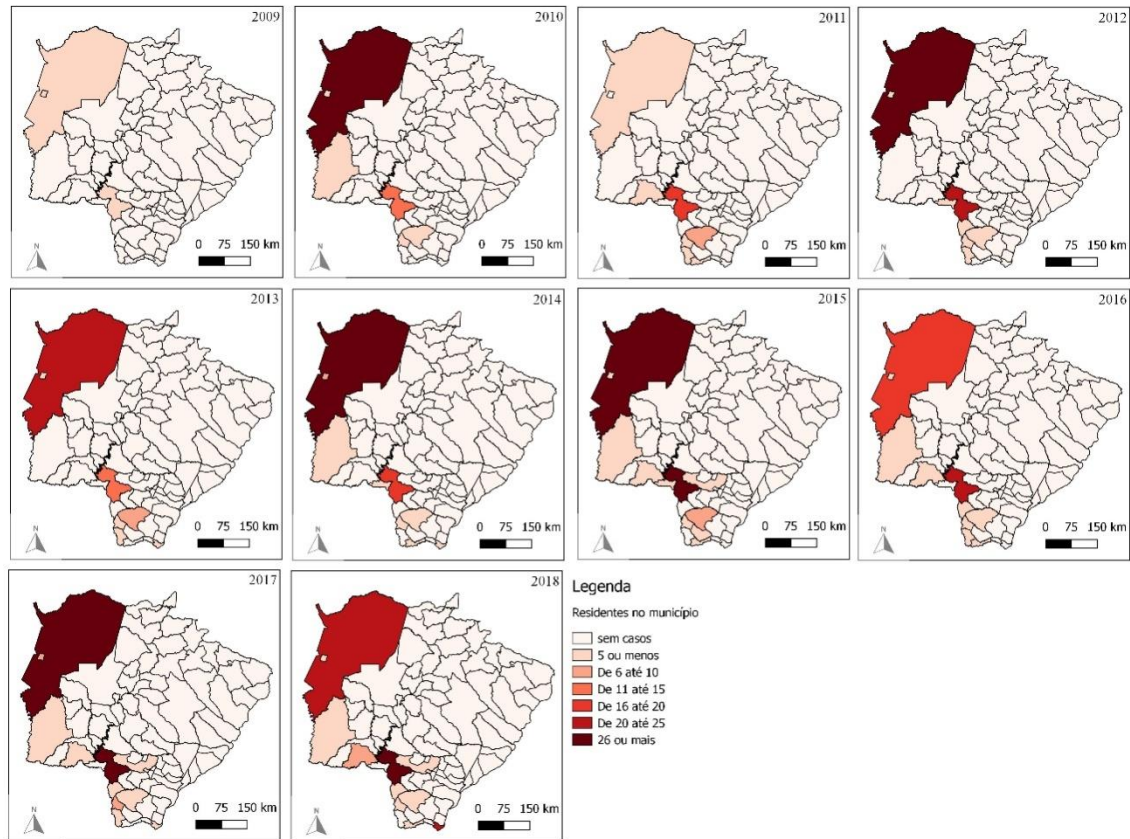 2009
N
0 75 150 km
2010
N
0 75 150 km
2011
N
0 75 150 km
2012
N
0 75 150 km
2013
N
0 75 150 km
2014
N
0 75 150 km
2015
N
0 75 150 km
2016
N
0 75 150 km
2017
N
0 75 150 km
2018
N
0 75 150 km
Legenda
Residentes no município
sem casos
5 ou menos
De 6 até 10
De 11 até 15
De 16 até 20
De 20 até 25
26 ou mais